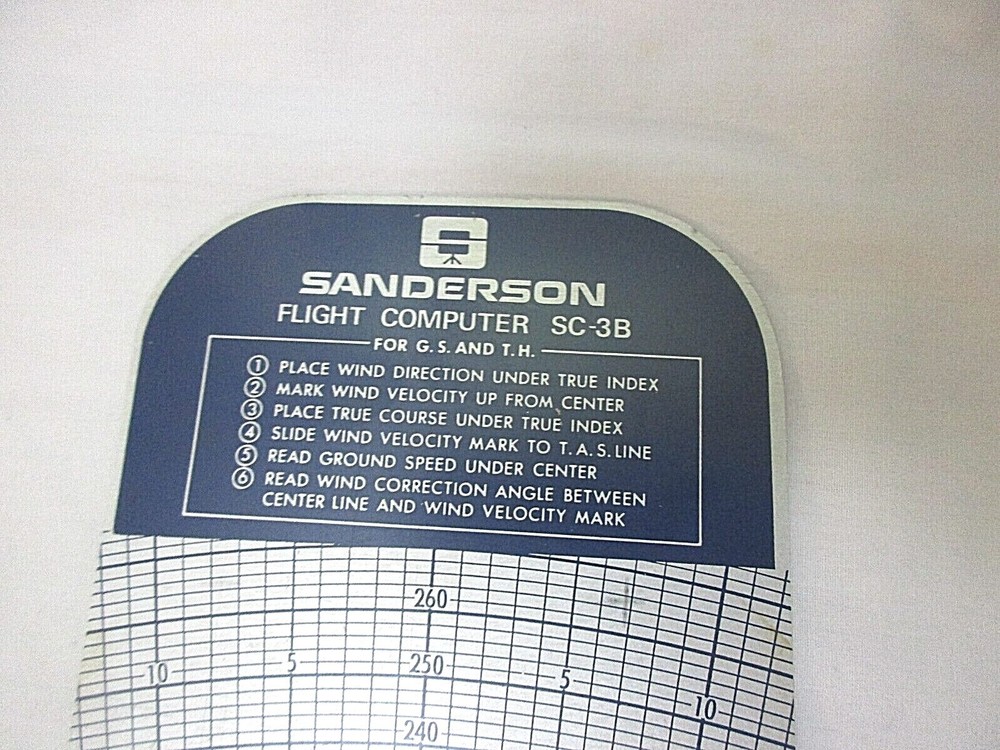 S
SANDERSON
FLIGHT COMPUTER SC-3B
FOR G.S. AND T.H.
① PLACE WIND DIRECTION UNDER TRUE INDEX
② MARK WIND VELOCITY UP FROM CENTER
③ PLACE TRUE COURSE UNDER TRUE INDEX
④ SLIDE WIND VELOCITY MARK TO T.A.S. LINE
⑤ READ GROUND SPEED UNDER CENTER
⑥ READ WIND CORRECTION ANGLE BETWEEN
CENTER LINE AND WIND VELOCITY MARK
260
10 5 250 5 10
240